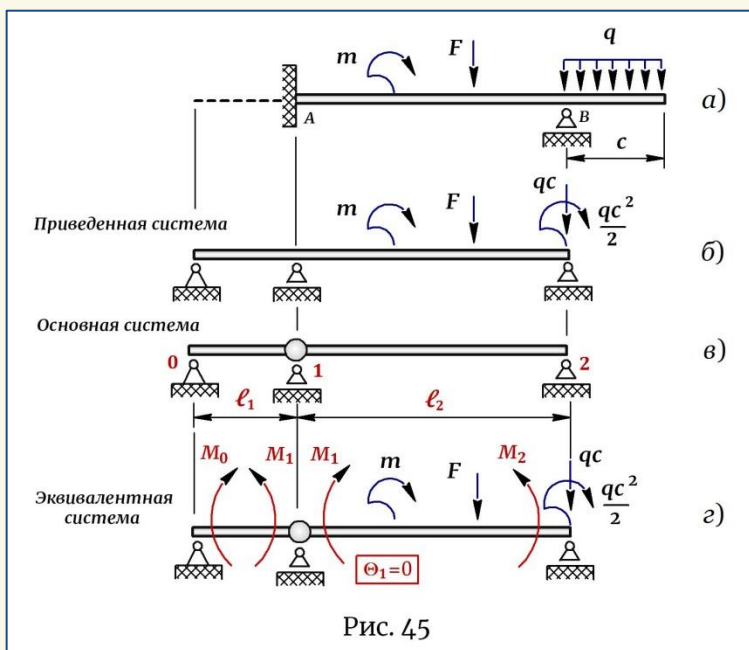 m F q
A B а)
c
Приведенная система m F qc qc²/2 б)
Основная система
0 1 2 в)
ℓ₁ ℓ₂
M₀ M₁ M₁ m F M₂ qc
Эквивалентная qc²/2
система г)
Θ₁=0
Рис. 45